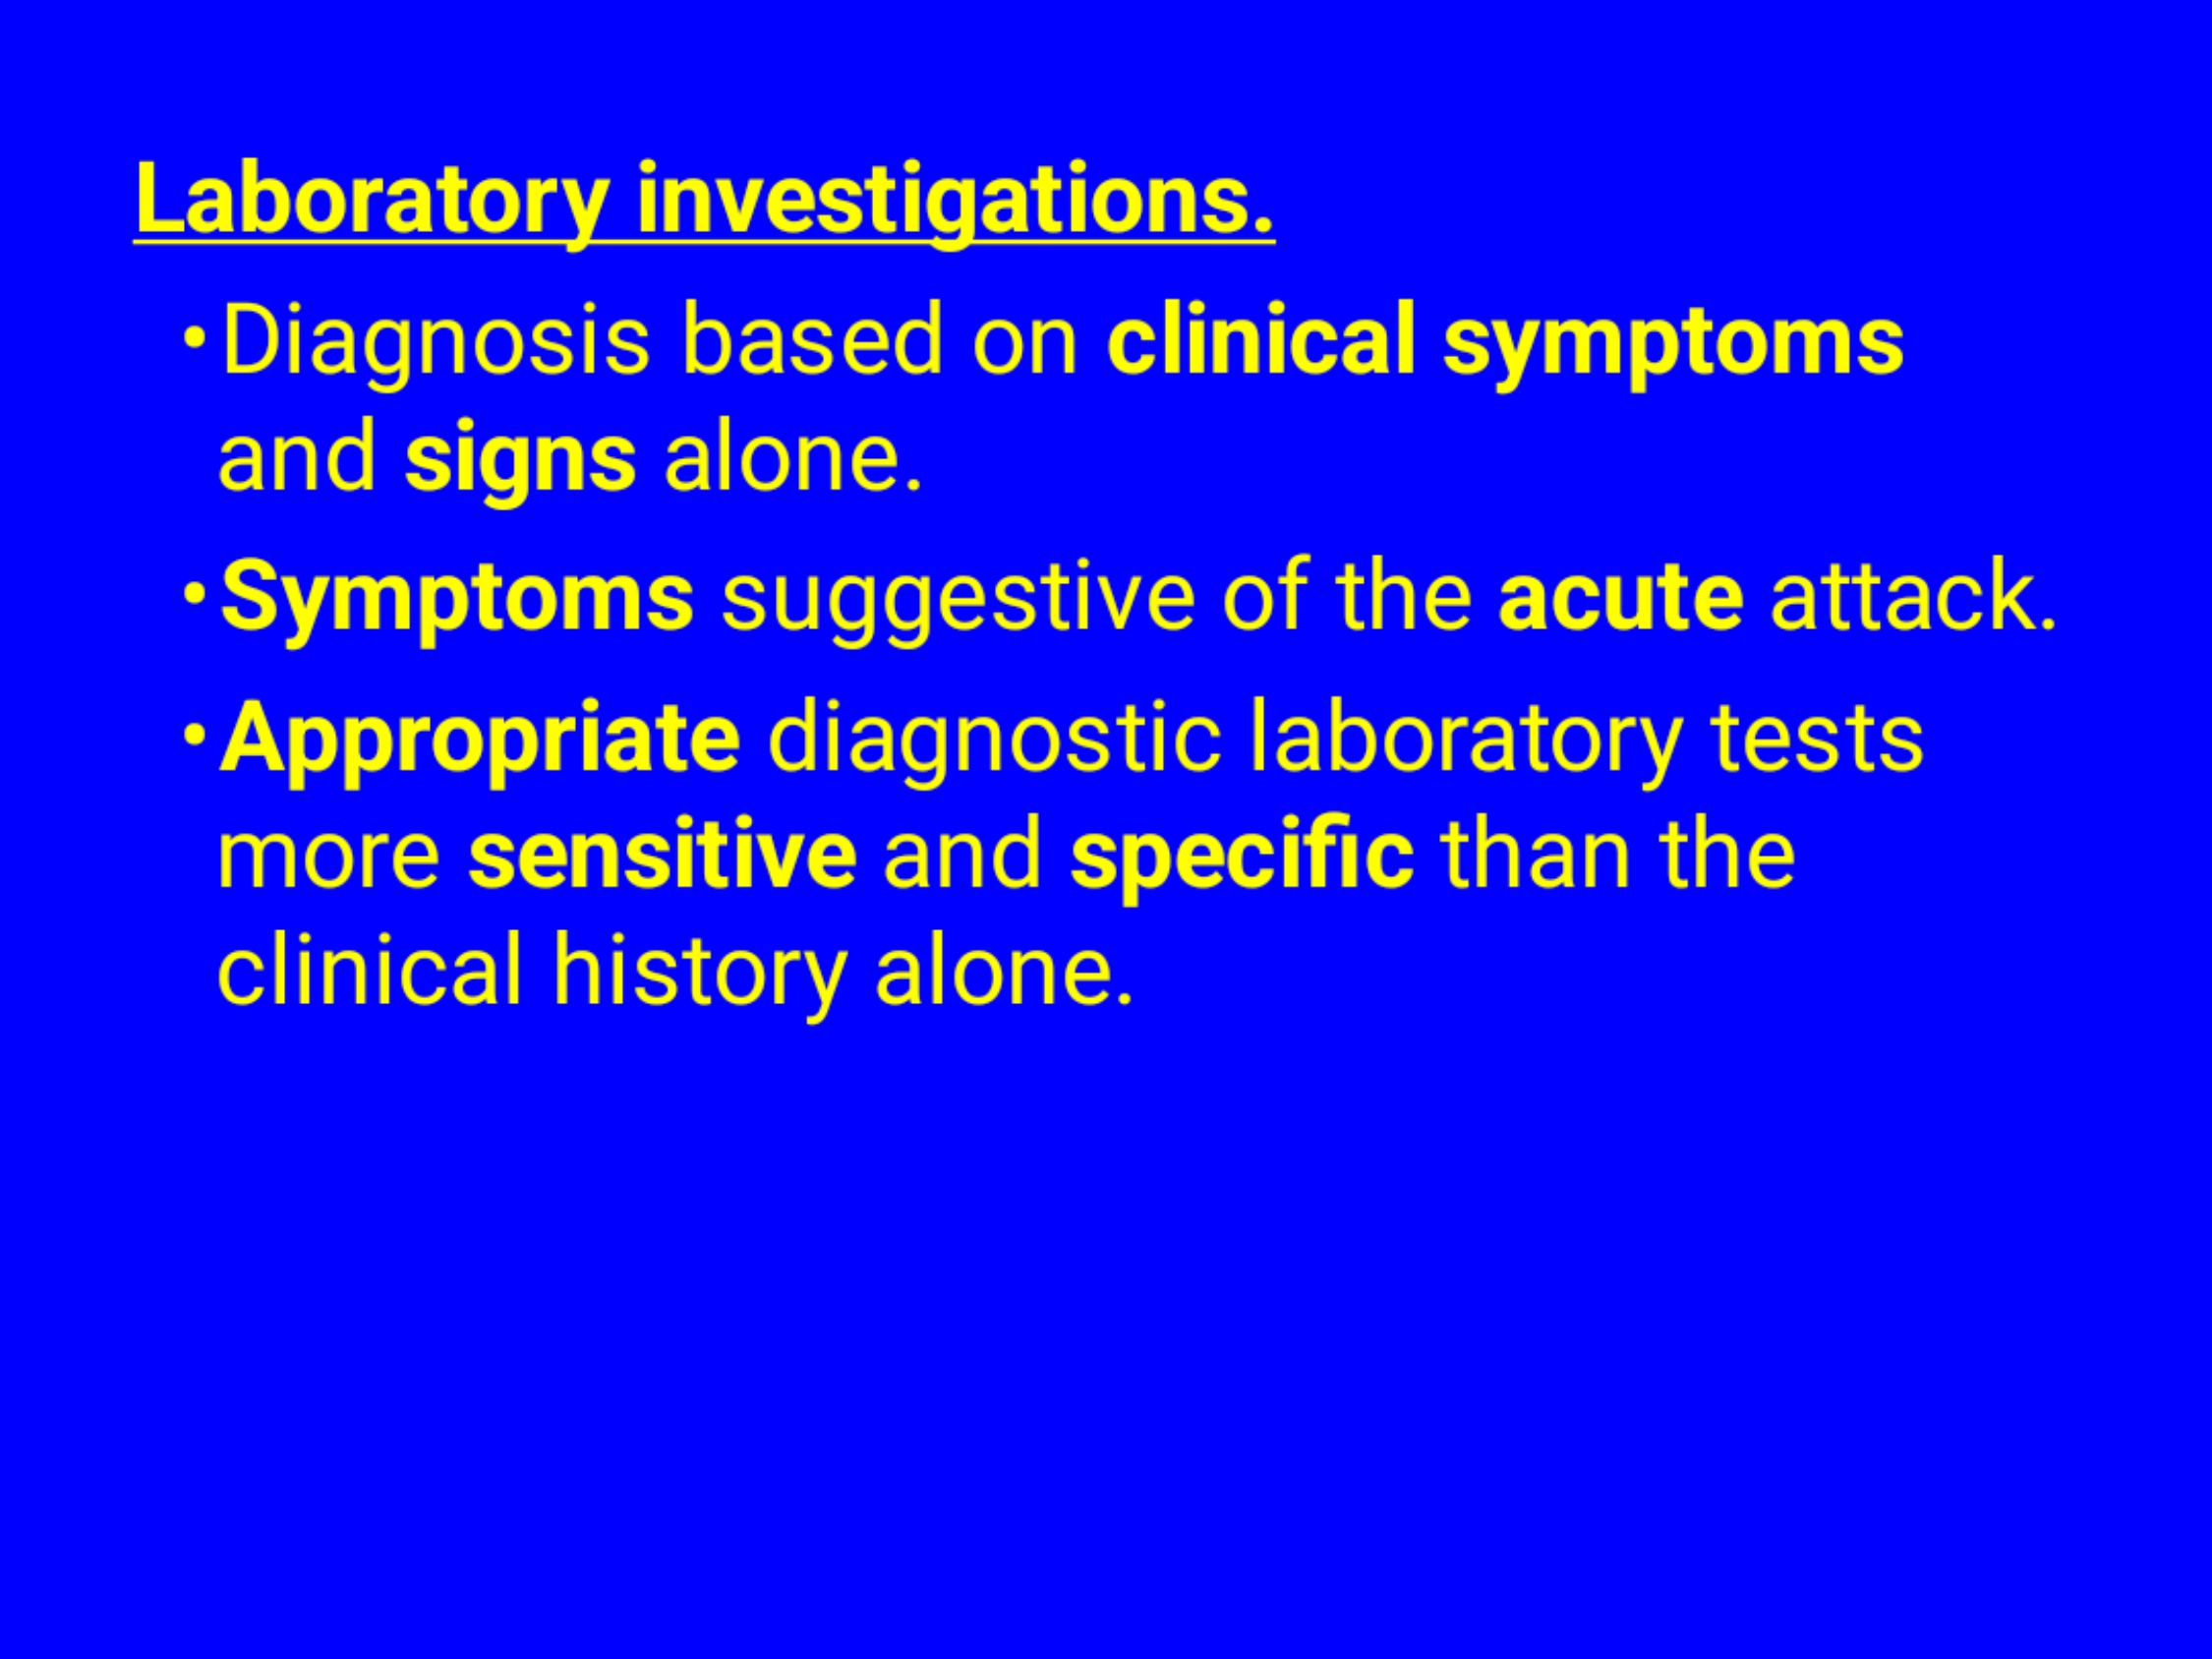 Laboratory investigations.
•Diagnosis based on clinical symptoms
and signs alone.
•Symptoms suggestive of the acute attack.
•Appropriate diagnostic laboratory tests
more sensitive and specific than the
clinical history alone.